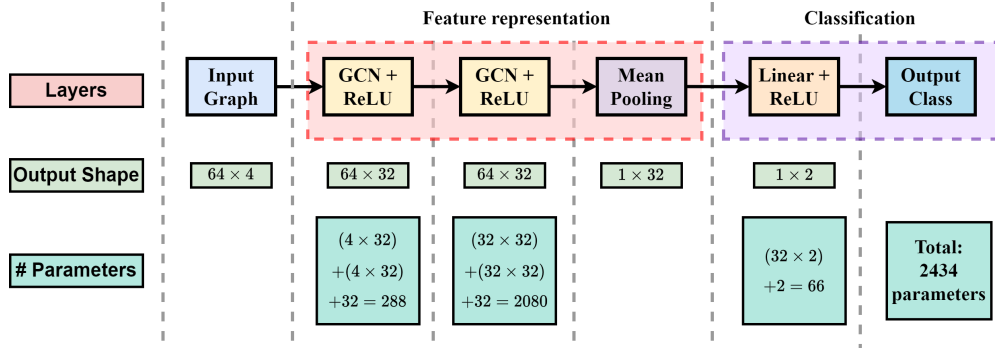 Feature representation
Classification
Layers
Input
Graph
GCN +
ReLU
GCN +
ReLU
Mean
Pooling
Linear +
ReLU
Output
Class
Output Shape
64 × 4
64 × 32
64 × 32
1 × 32
1 × 2
# Parameters
(4 × 32)
+(4 × 32)
+32 = 288
(32 × 32)
+(32 × 32)
+32 = 2080
(32 × 2)
+2 = 66
Total:
2434
parameters